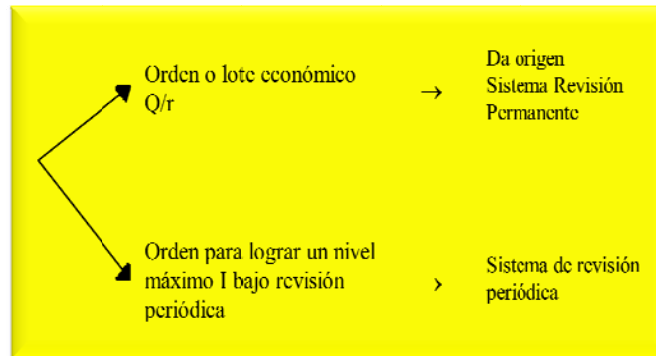 Orden o lote económico
Q/r
→
Da origen
Sistema Revisión
Permanente
Orden para lograr un nivel
máximo I bajo revisión
periódica
→
Sistema de revisión
periódica